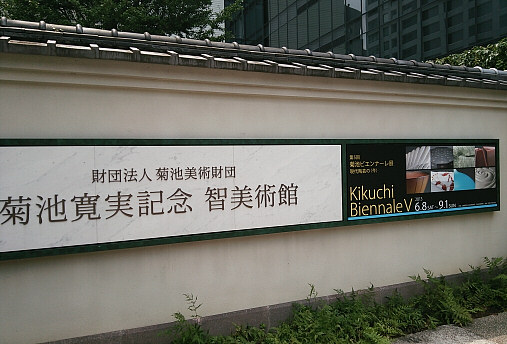 財団法人 菊池美術財団
菊池寛実記念 智美術館
第5回
菊池ビエンナーレ展
現代陶芸の〈今〉
Kikuchi
Biennale V
6.8 SAT ~ 9.1 SUN